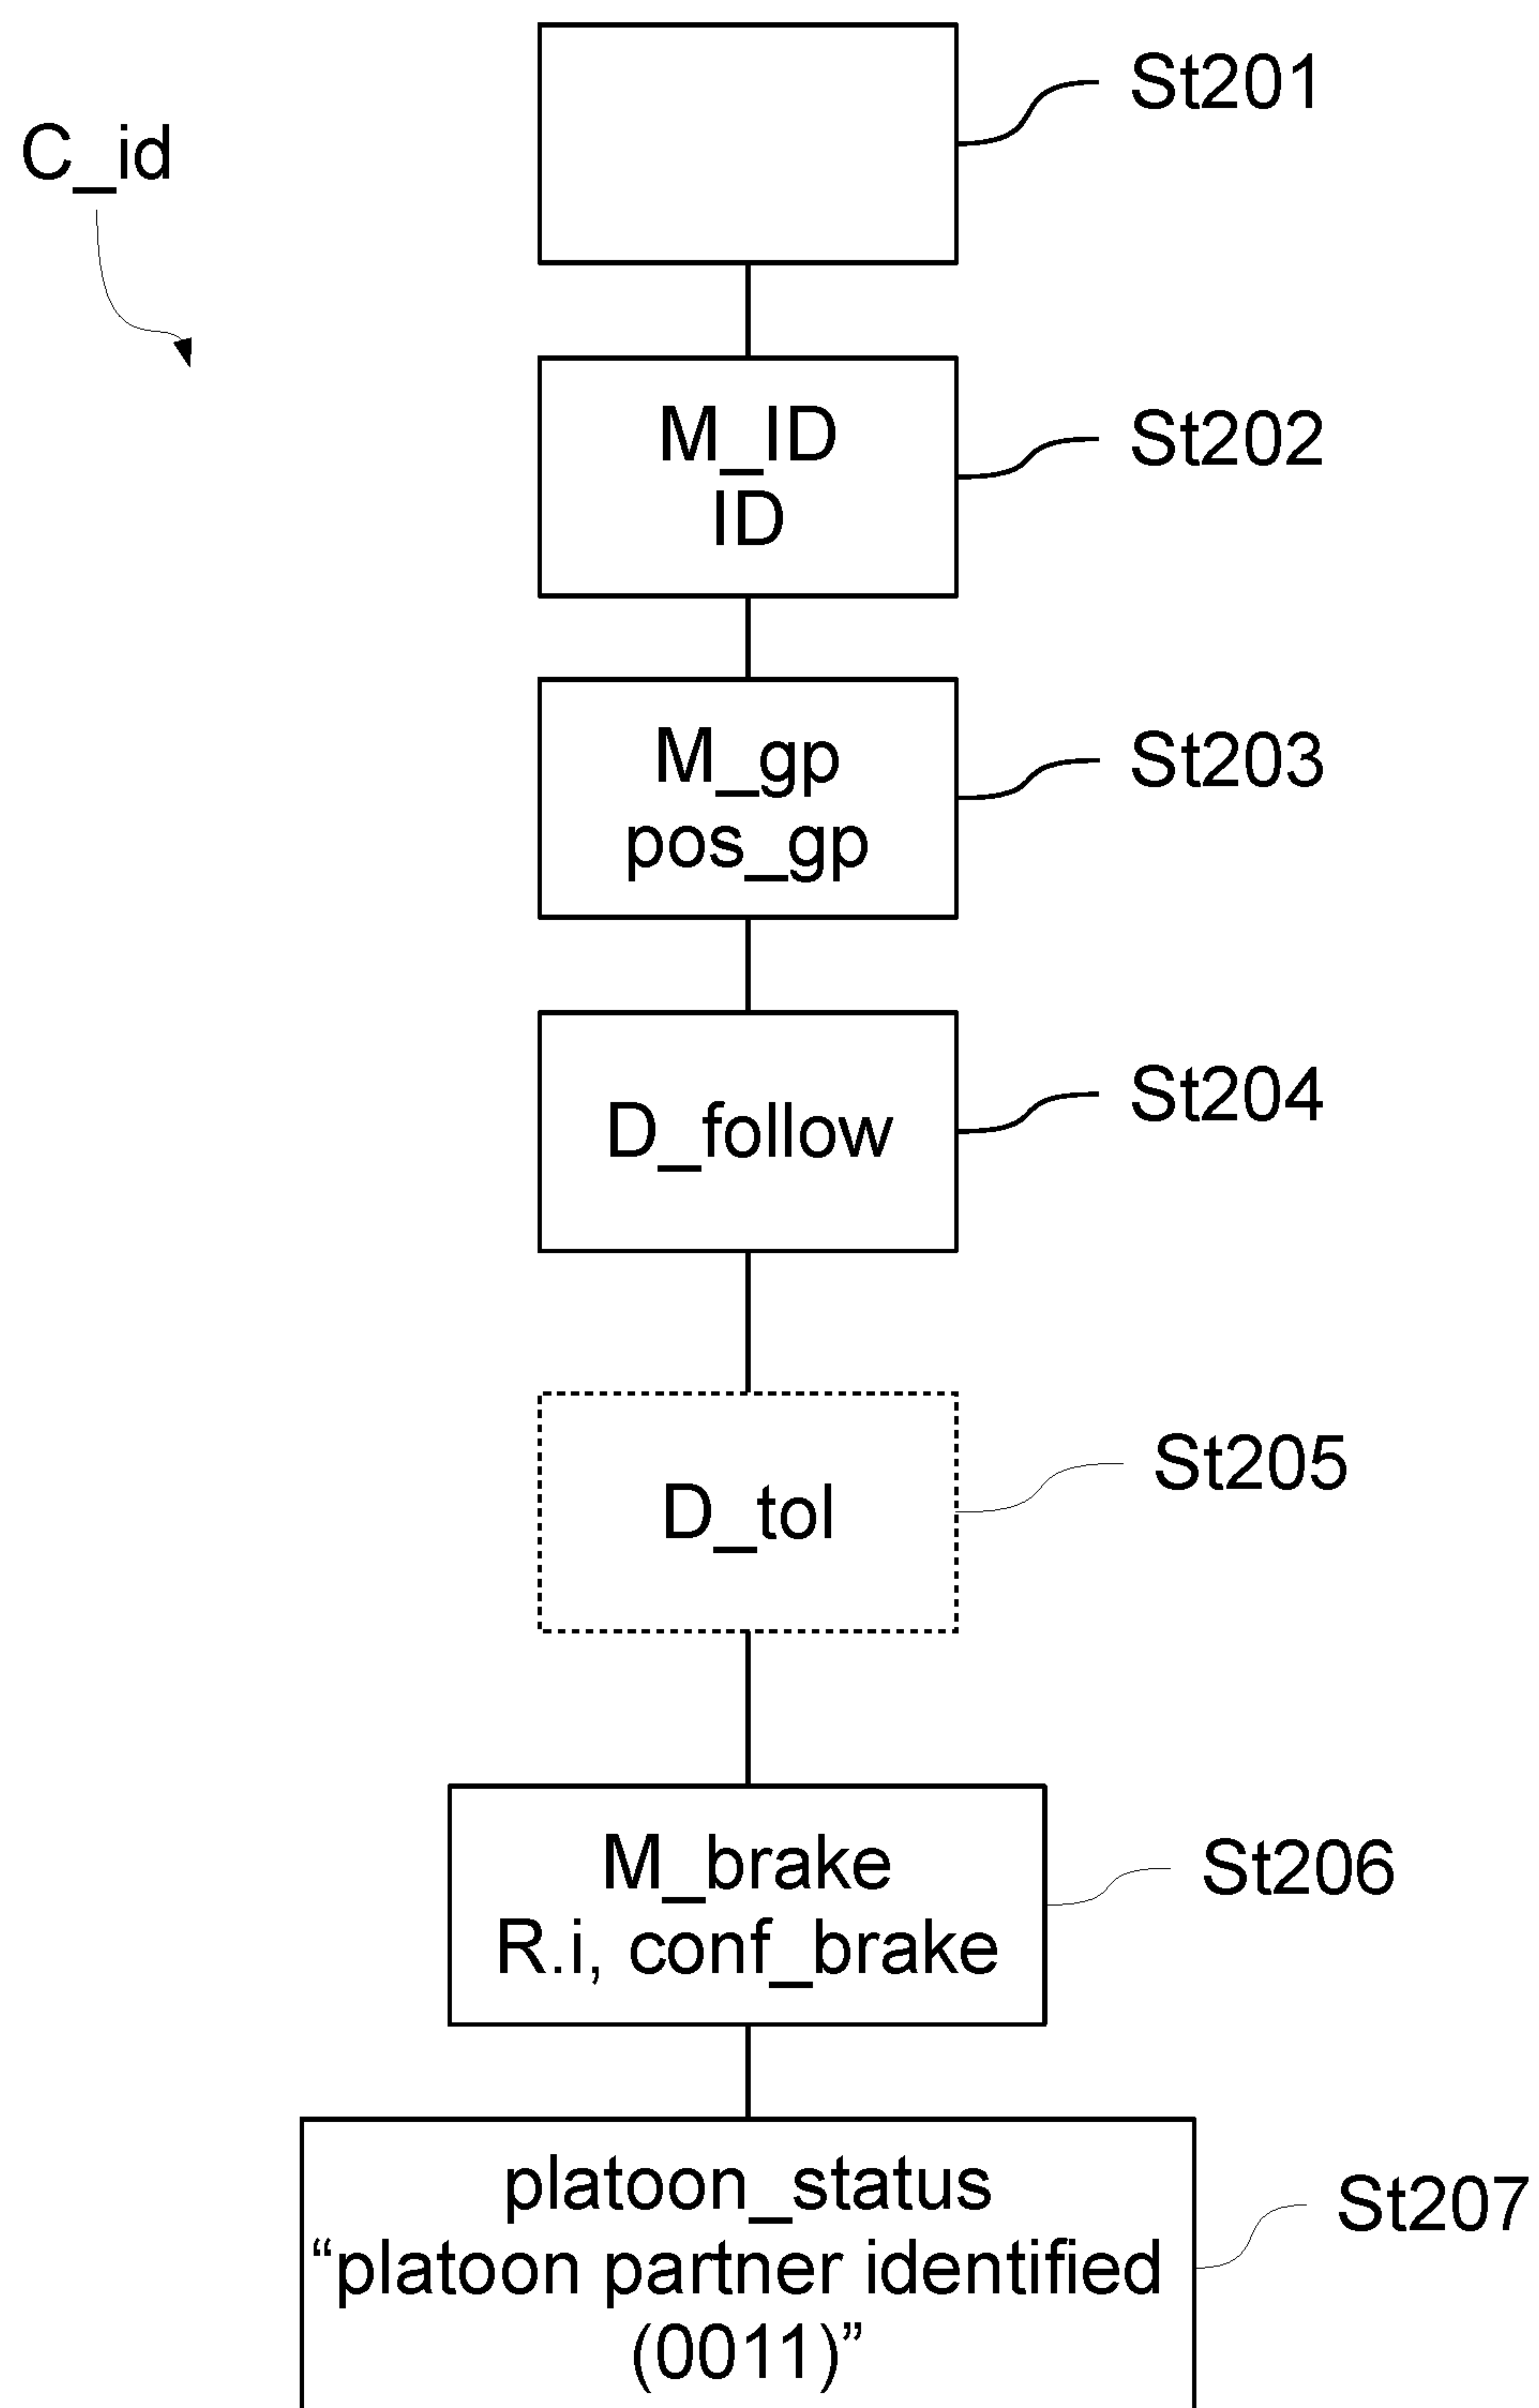 St201
C_id
M_ID
ID
St202
M_gp
pos_gp
St203
D_follow
St204
D_tol
St205
M_brake
R.i, conf_brake
St206
platoon_status
“platoon partner identified
(0011)”
St207